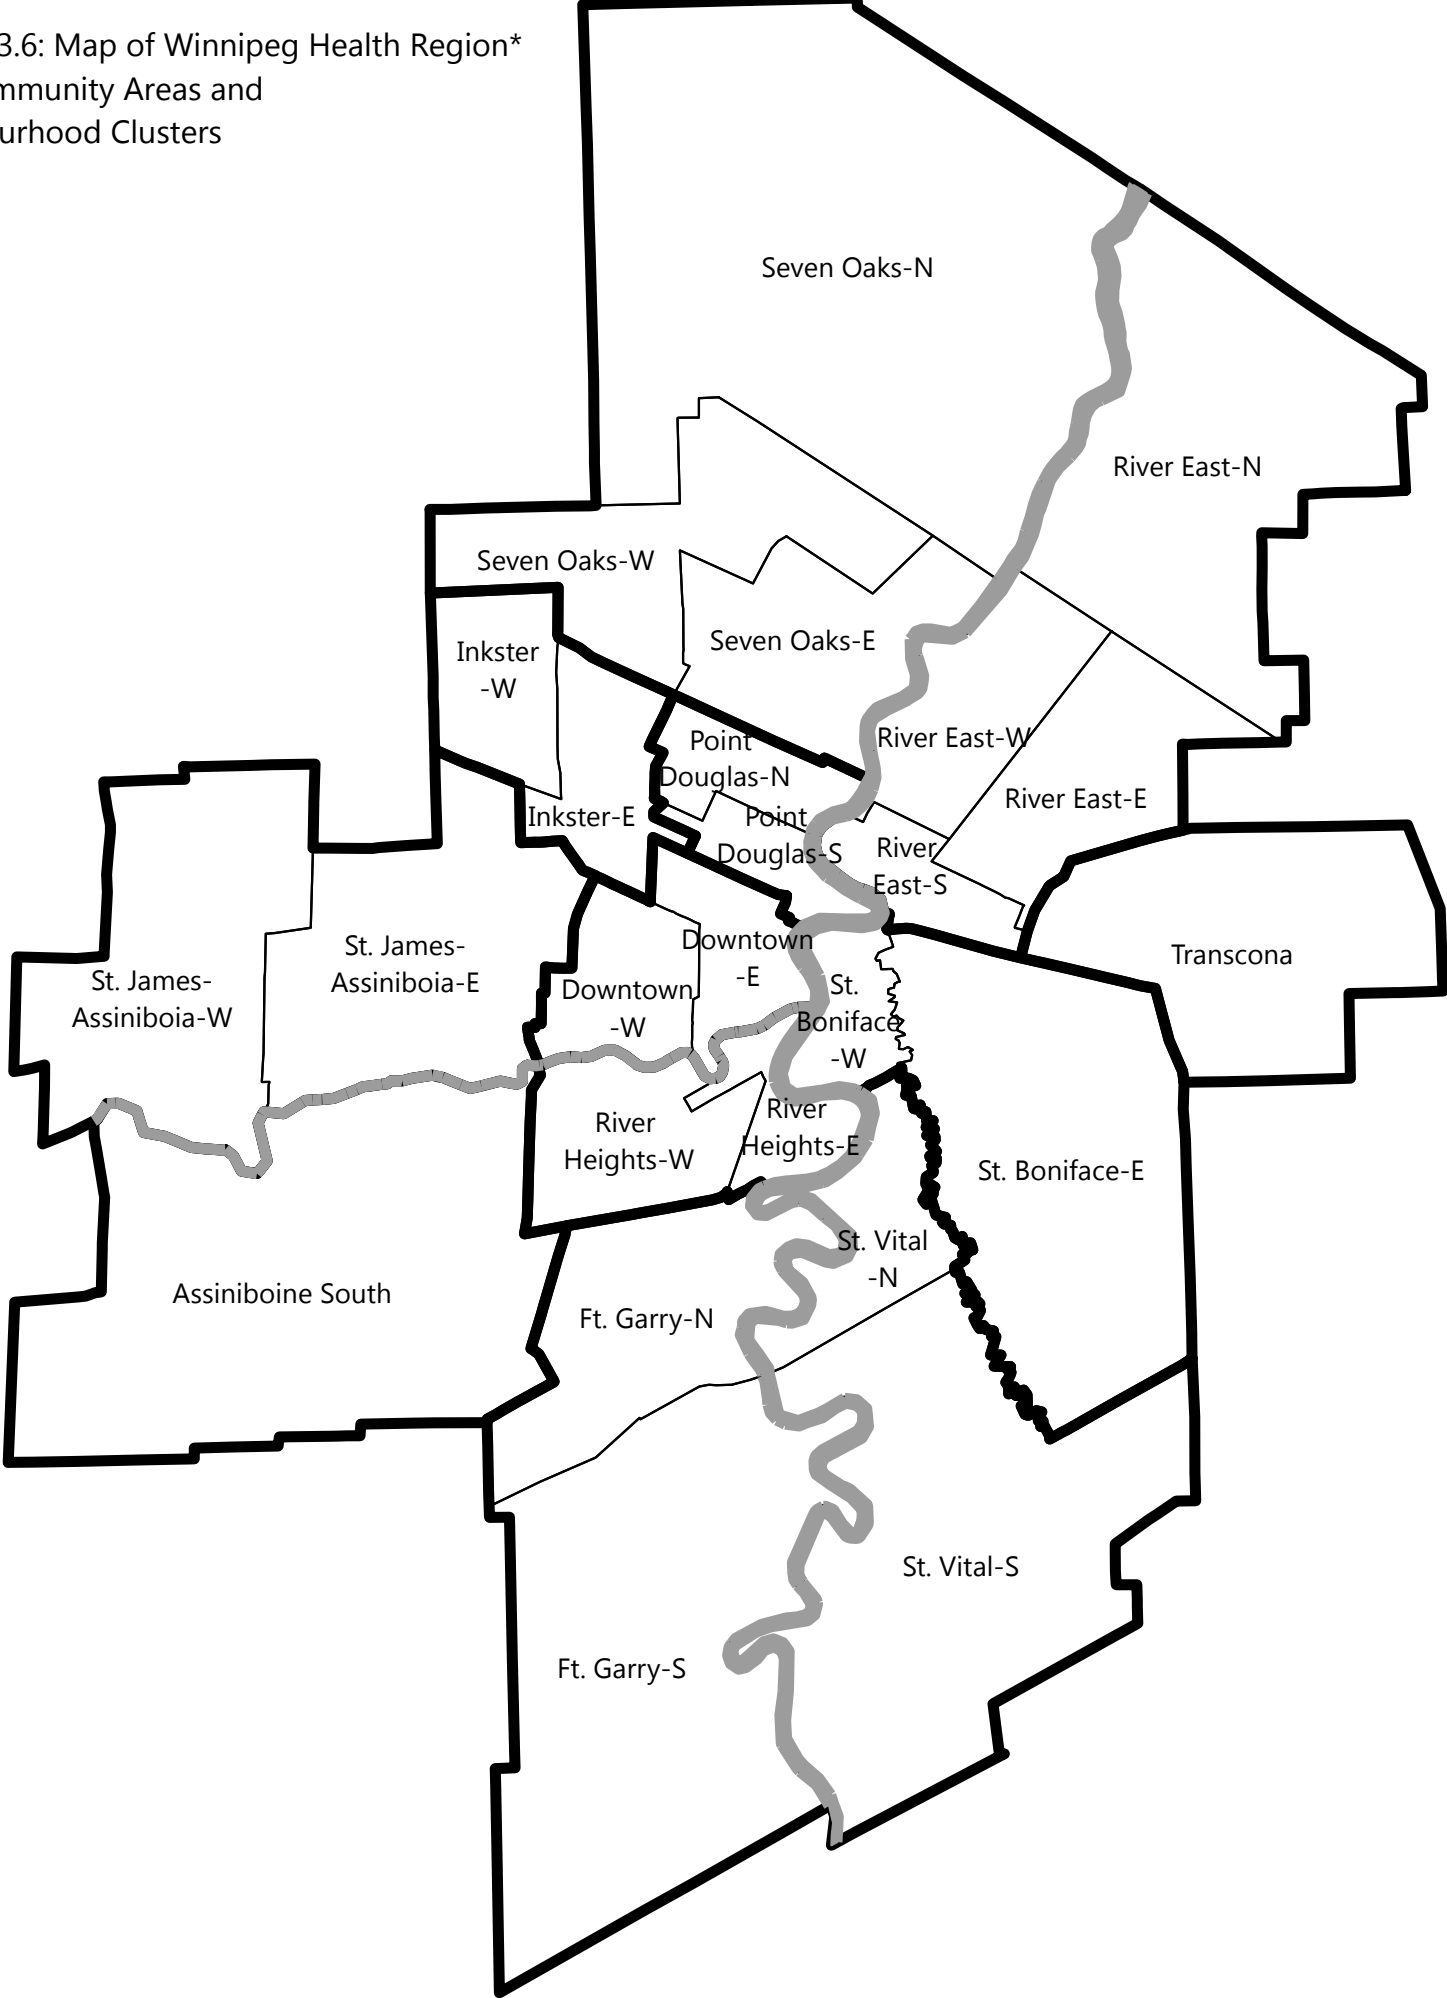 3.6: Map of Winnipeg Health Region*
mmunity Areas and
urhood Clusters
Seven Oaks-N
River East-N
Seven Oaks-W
Seven Oaks-E
Inkster
-W
River East-W
Point
Douglas-N
River East-E
Inkster-E
Point
Douglas-S
River
East-S
Downtown
-E
St. James-
Assiniboia-E
Transcona
St. James-
Assiniboia-W
Downtown
-W
St.
Boniface
-W
River
Heights-W
River
Heights-E
St. Boniface-E
St. Vital
-N
Assiniboine South
Ft. Garry-N
St. Vital-S
Ft. Garry-S